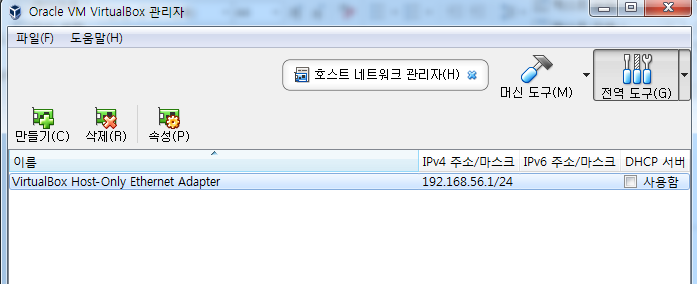 Oracle VM VirtualBox 관리자
파일(F) 도움말(H)
호스트 네트워크 관리자(H) 머신 도구(M) 전역 도구(G)
만들기(C) 삭제(R) 속성(P)
이름 IPv4 주소/마스크 IPv6 주소/마스크 DHCP 서버
VirtualBox Host-Only Ethernet Adapter 192.168.56.1/24 사용함